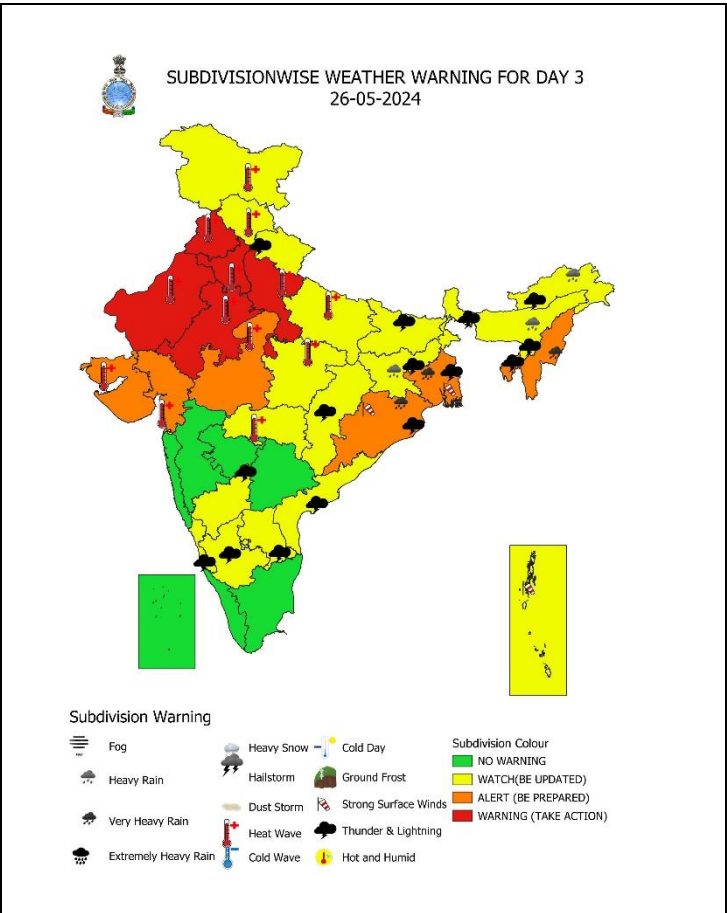 SUBDIVISIONWISE WEATHER WARNING FOR DAY 3
26-05-2024
Subdivision Warning
Fog
Heavy Rain
Very Heavy Rain
Extremely Heavy Rain
Heavy Snow
Hailstorm
Dust Storm
Heat Wave
Cold Wave
Cold Day
Ground Frost
Strong Surface Winds
Thunder & Lightning
Hot and Humid
Subdivision Colour
NO WARNING
WATCH(BE UPDATED)
ALERT (BE PREPARED)
WARNING (TAKE ACTION)